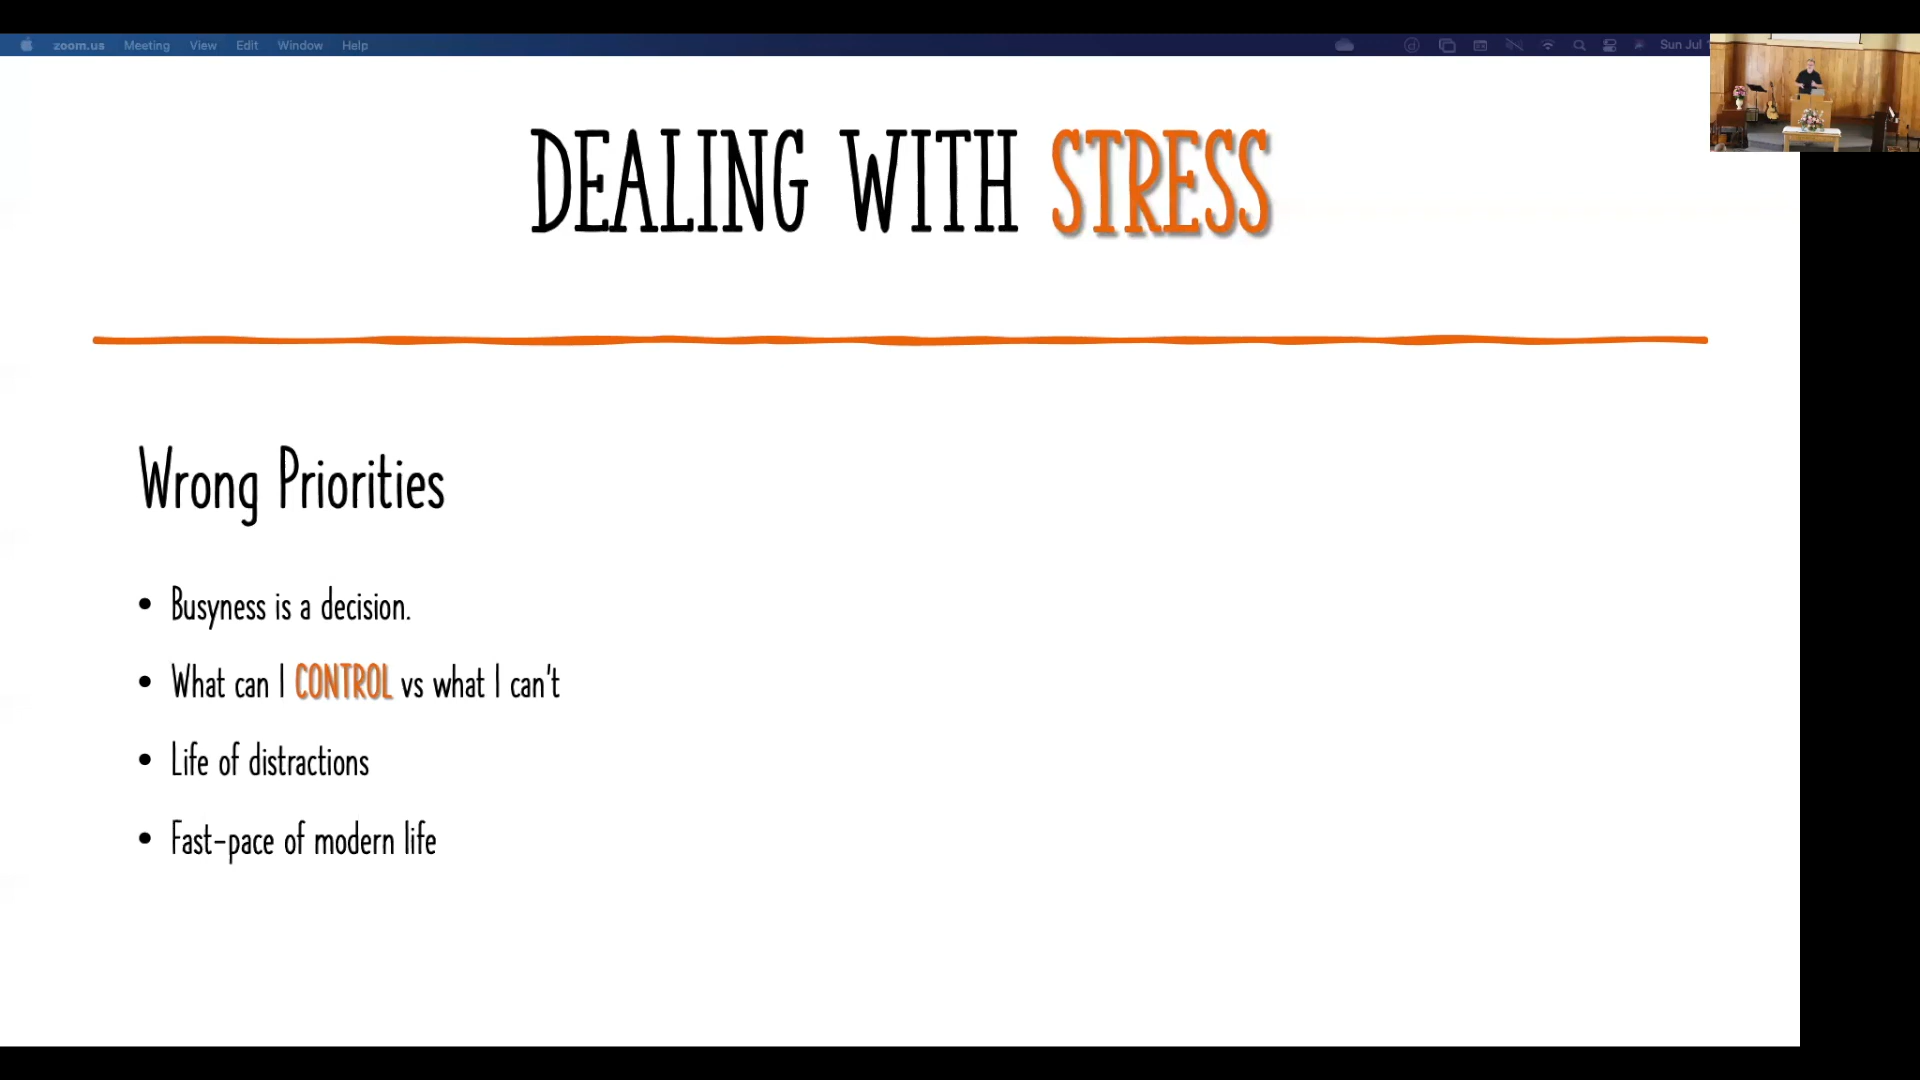 zoom.us Meeting View Edit Window Help Sun Jul
DEALING WITH STRESS
Wrong Priorities
• Busyness is a decision.
• What can I CONTROL vs what I can't
• Life of distractions
• Fast-pace of modern life